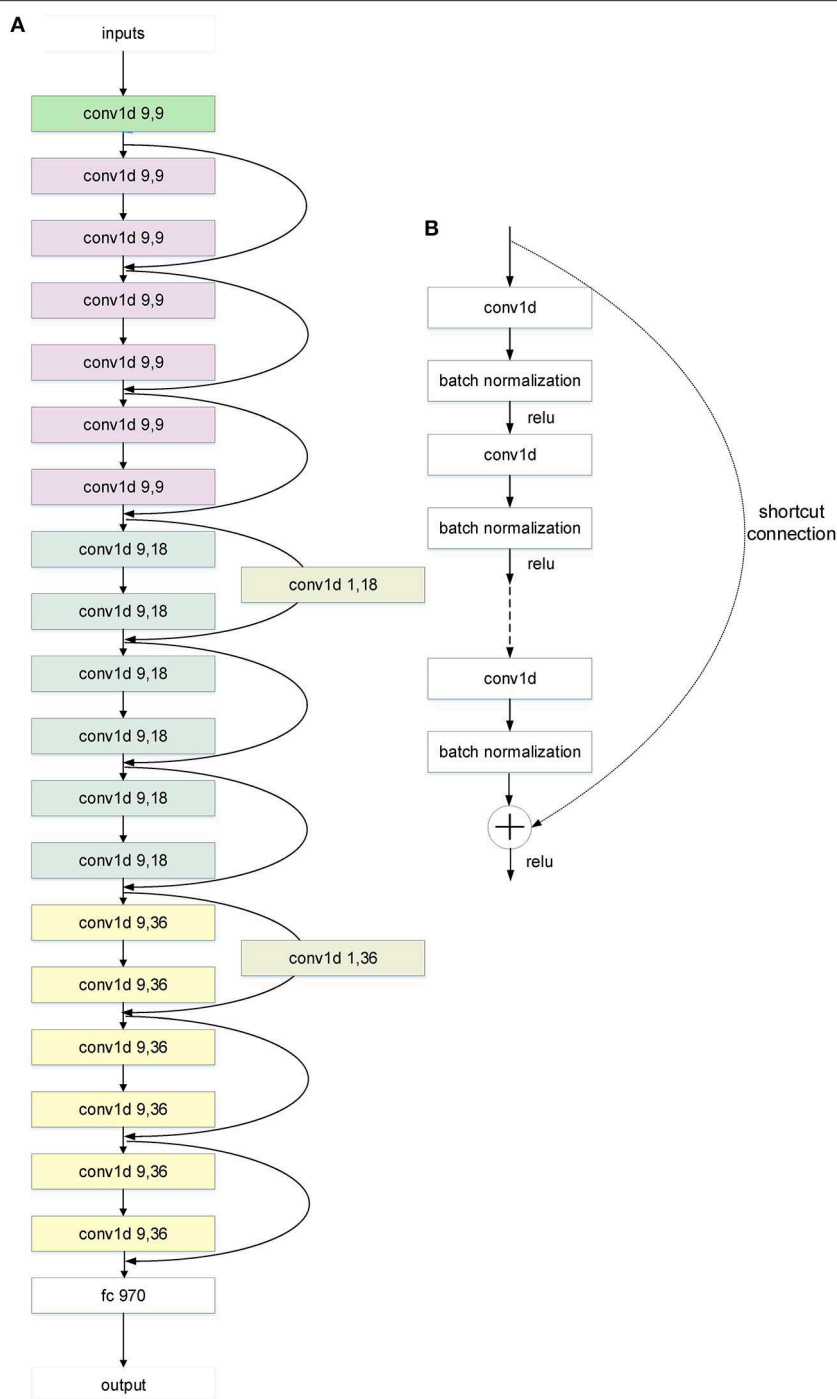 A
inputs
conv1d 9,9
conv1d 9,9
conv1d 9,9
conv1d 9,9
conv1d 9,9
conv1d 9,9
conv1d 9,9
conv1d 9,18
conv1d 1,18
conv1d 9,18
conv1d 9,18
conv1d 9,18
conv1d 9,18
conv1d 9,18
conv1d 9,36
conv1d 1,36
conv1d 9,36
conv1d 9,36
conv1d 9,36
conv1d 9,36
conv1d 9,36
fc 970
output
B
conv1d
batch normalization
relu
conv1d
batch normalization
relu
conv1d
batch normalization
relu
shortcut
connection